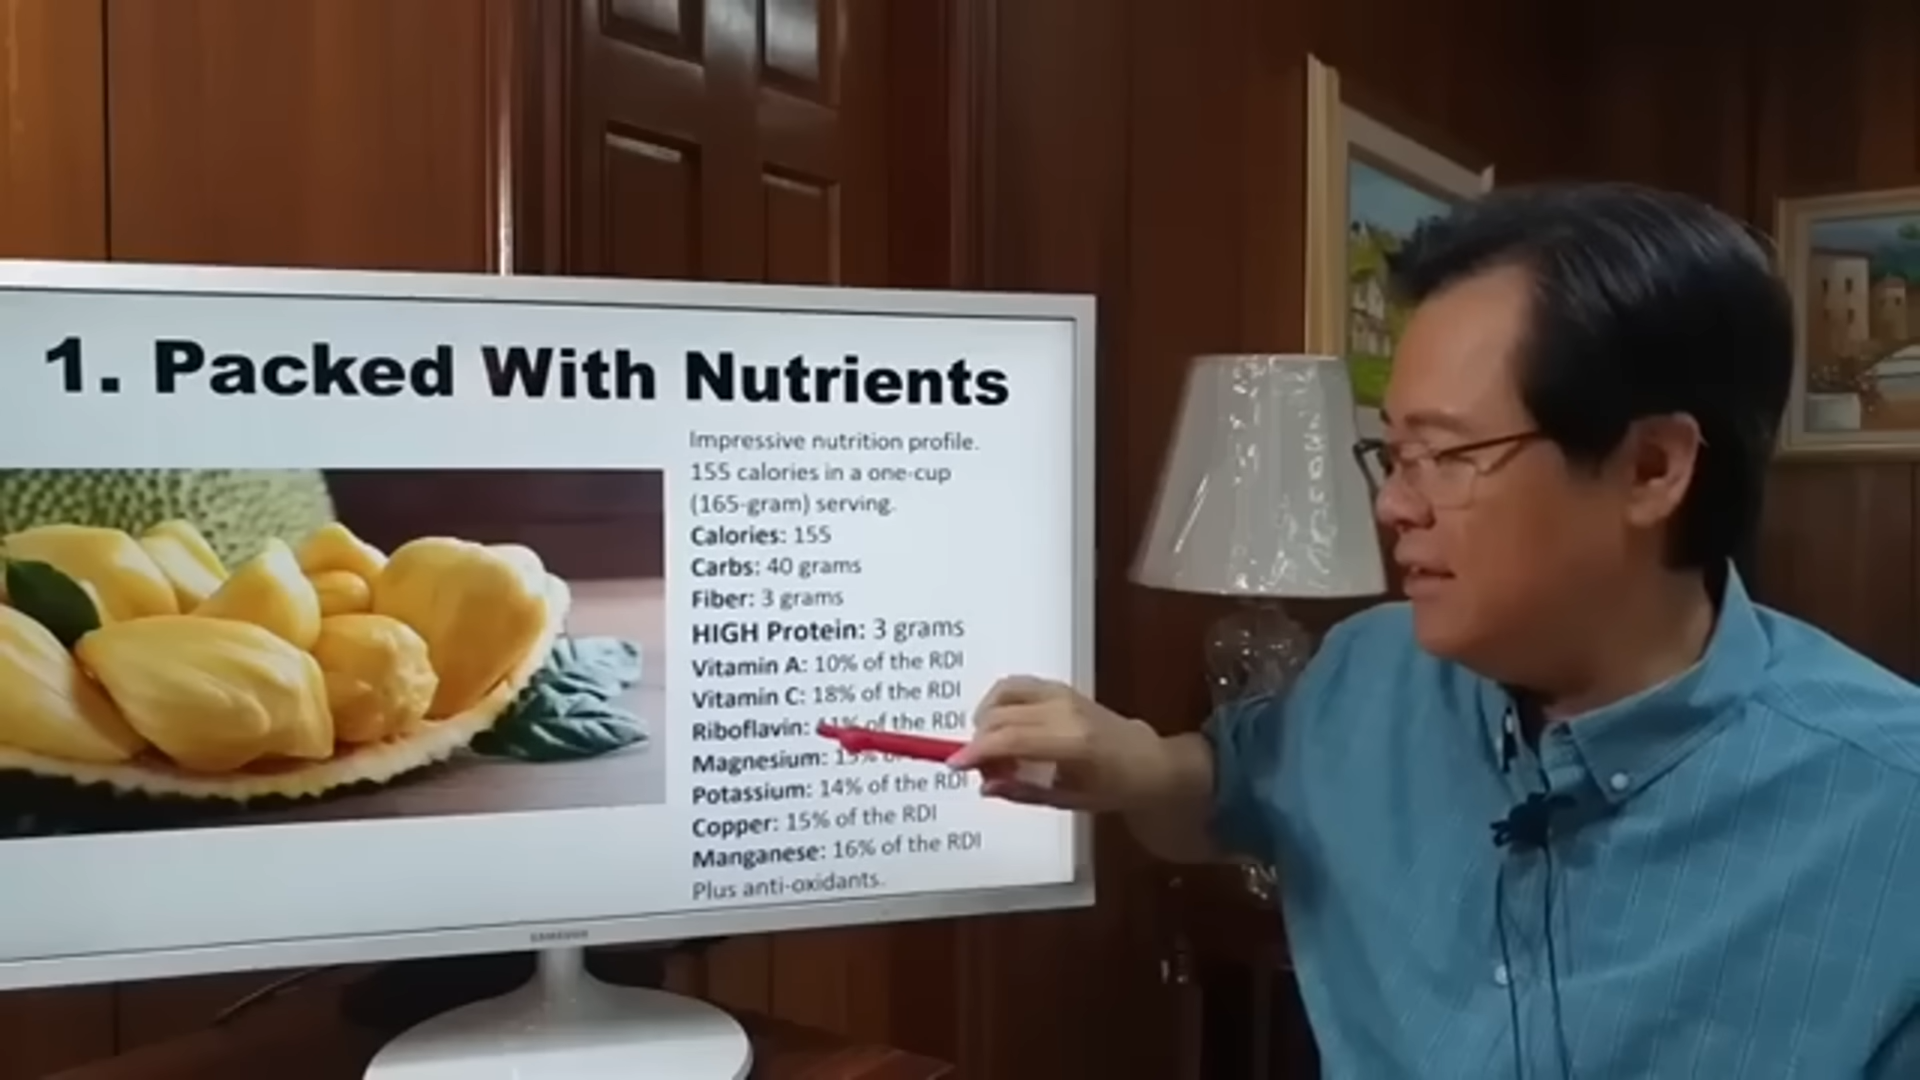 1. Packed With Nutrients
Impressive nutrition profile.
155 calories in a one-cup
(165-gram) serving.
Calories: 155
Carbs: 40 grams
Fiber: 3 grams
HIGH Protein: 3 grams
Vitamin A: 10% of the RDI
Vitamin C: 18% of the RDI
Riboflavin: 11% of the RDI
Magnesium: 15%
Potassium: 14% of the RDI
Copper: 15% of the RDI
Manganese: 16% of the RDI
Plus anti-oxidants.
SAMSUNG